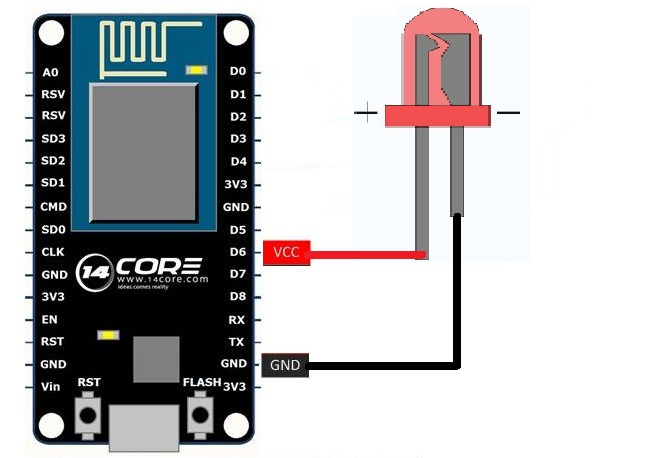 A0
RSV
RSV
SD3
SD2
SD1
CMD
SD0
CLK
GND
3V3
EN
RST
GND
Vin
D0
D1
D2
D3
D4
3V3
GND
D5
D6
D7
D8
RX
TX
GND
3V3
14 CORE
www.14core.com
ideas comes reality
RST
FLASH
VCC
GND
+
—